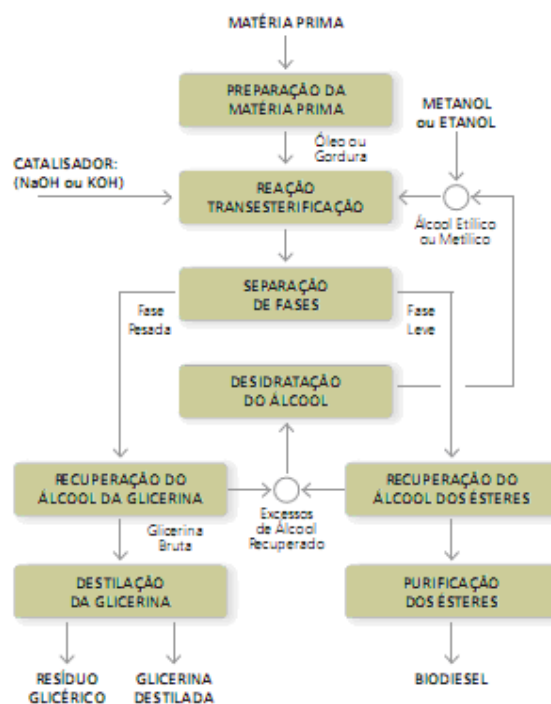 MATÉRIA PRIMA
PREPARAÇÃO DA
MATÉRIA PRIMA
METANOL
ou ETANOL
Óleo ou
Gordura
CATALISADOR:
(NaOH ou KOH)
REAÇÃO
TRANSESTERIFICAÇÃO
Álcool Etílico
ou Metílico
SEPARAÇÃO
DE FASES
Fase
Pesada
Fase
Leve
DESIDRATAÇÃO
DO ÁLCOOL
RECUPERAÇÃO DO
ÁLCOOL DA GLICERINA
RECUPERAÇÃO DO
ÁLCOOL DOS ÉSTERES
Excessos
de Álcool
Recuperado
Glicerina
Bruta
DESTILAÇÃO
DA GLICERINA
PURIFICAÇÃO
DOS ÉSTERES
RESÍDUO
GLICÉRICO
GLICERINA
DESTILADA
BIODIESEL